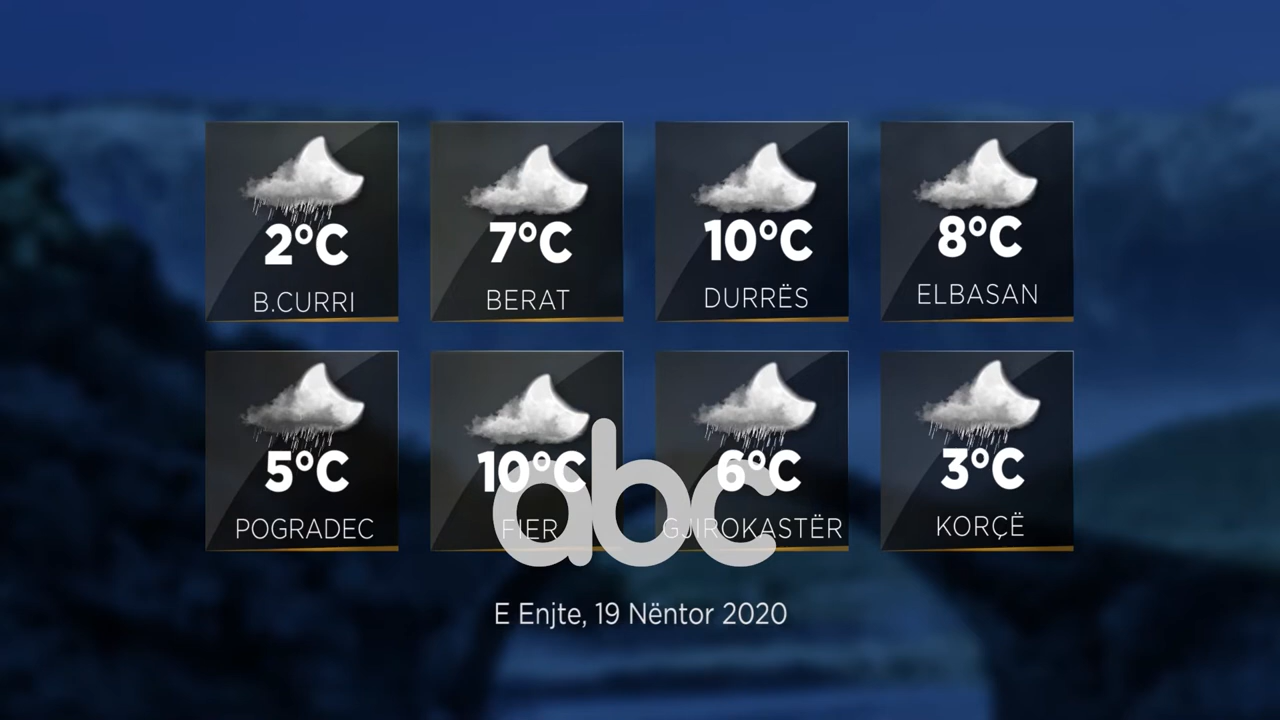 2°C
B.CURRI
7°C
BERAT
10°C
DURRËS
8°C
ELBASAN
5°C
POGRADEC
10°C
FIER
6°C
GJIROKASTËR
3°C
KORÇË
abc
E Enjte, 19 Nëntor 2020